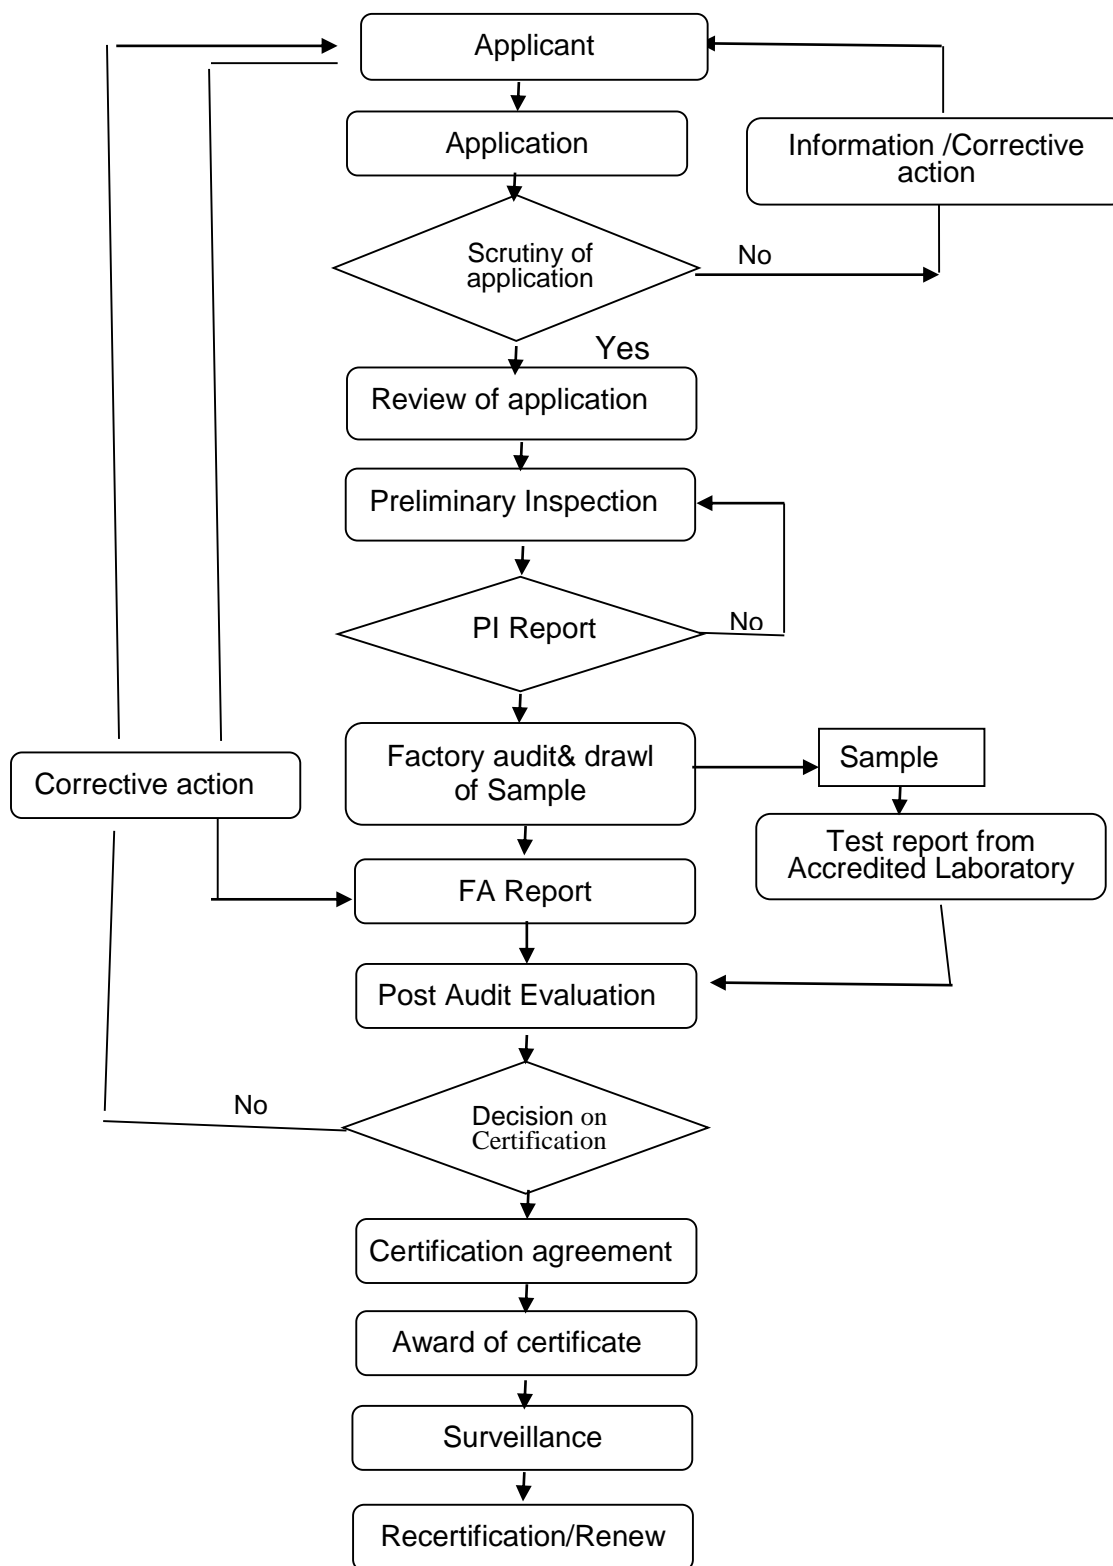 Applicant
Application
Information /Corrective
action
Scrutiny of
application
No
Yes
Review of application
Preliminary Inspection
PI Report
No
Factory audit& drawl
of Sample
Sample
Corrective action
Test report from
Accredited Laboratory
FA Report
Post Audit Evaluation
No
Decision on
Certification
Certification agreement
Award of certificate
Surveillance
Recertification/Renew